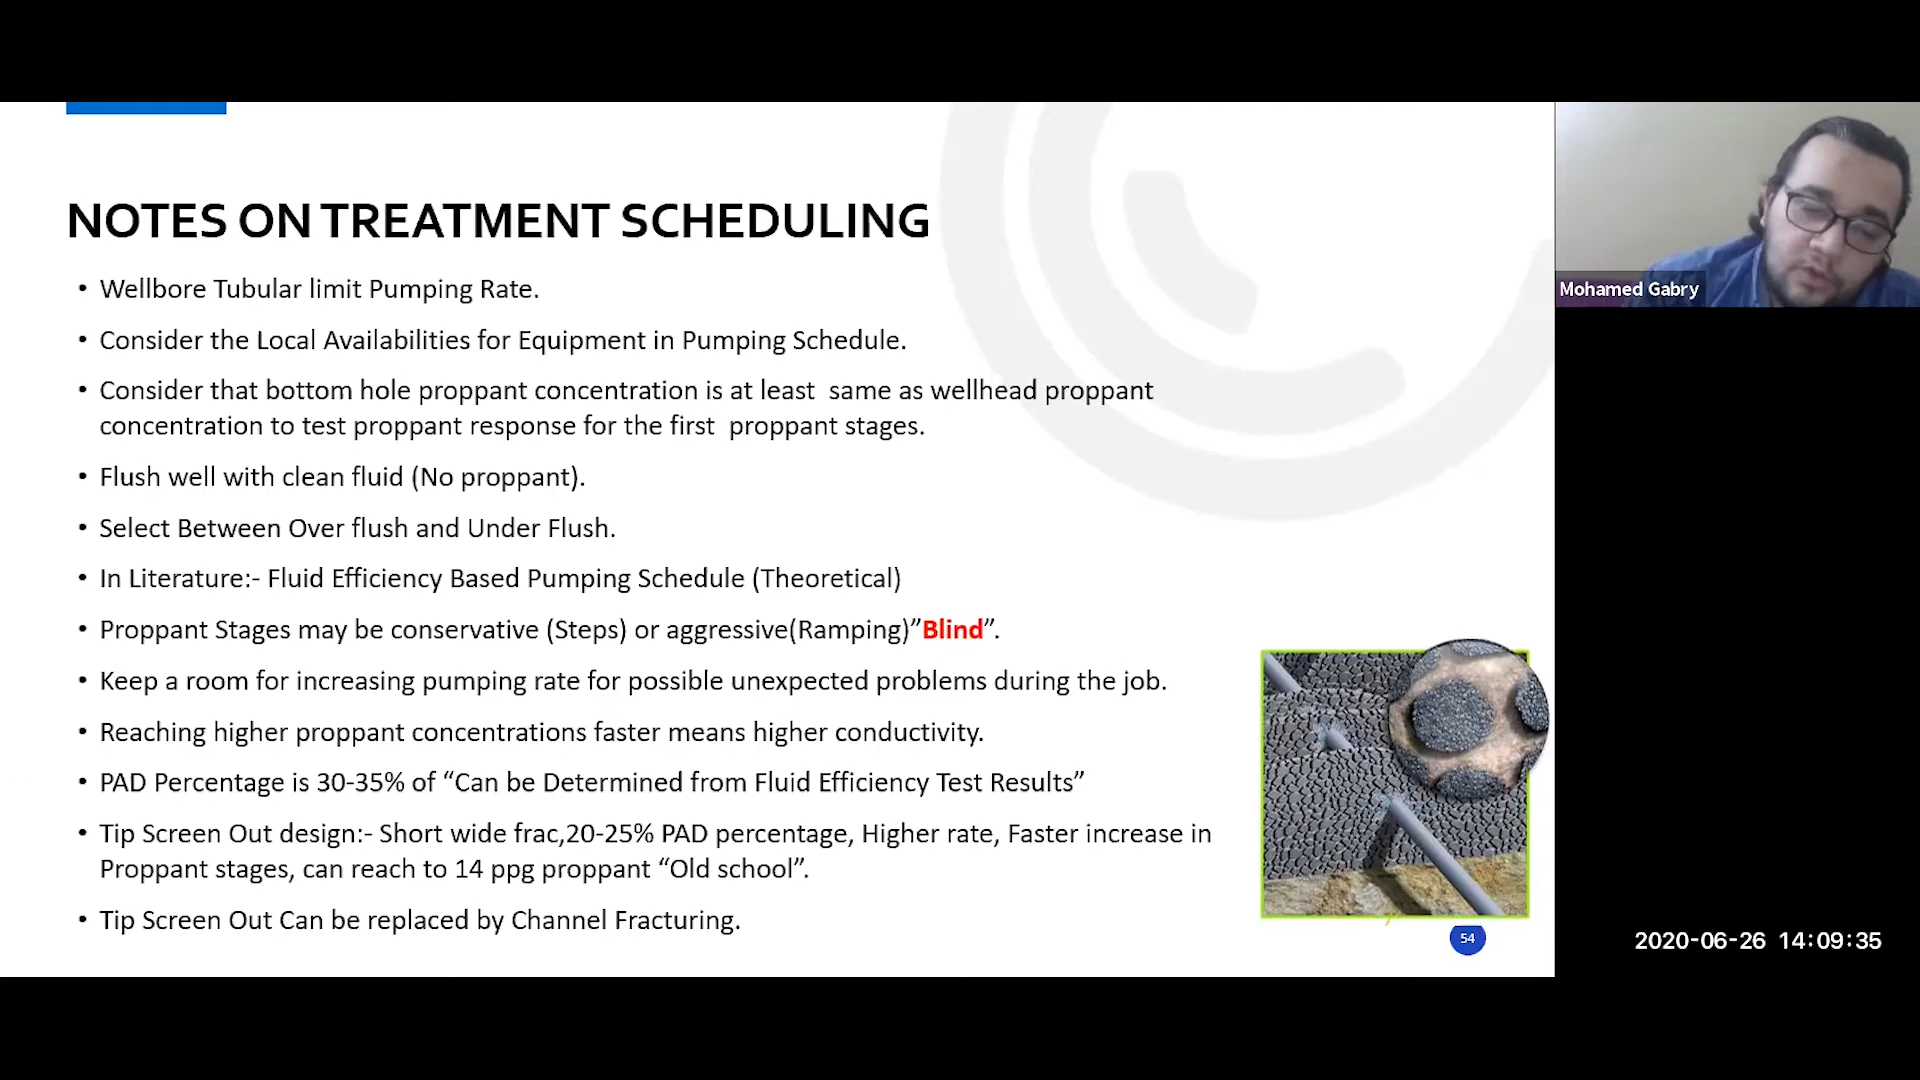 NOTES ON TREATMENT SCHEDULING
• Wellbore Tubular limit Pumping Rate.
• Consider the Local Availabilities for Equipment in Pumping Schedule.
• Consider that bottom hole proppant concentration is at least  same as wellhead proppant
concentration to test proppant response for the first  proppant stages.
• Flush well with clean fluid (No proppant).
• Select Between Over flush and Under Flush.
• In Literature:- Fluid Efficiency Based Pumping Schedule (Theoretical)
• Proppant Stages may be conservative (Steps) or aggressive(Ramping)”Blind”.
• Keep a room for increasing pumping rate for possible unexpected problems during the job.
• Reaching higher proppant concentrations faster means higher conductivity.
• PAD Percentage is 30-35% of “Can be Determined from Fluid Efficiency Test Results”
• Tip Screen Out design:- Short wide frac,20-25% PAD percentage, Higher rate, Faster increase in
Proppant stages, can reach to 14 ppg proppant “Old school”.
• Tip Screen Out Can be replaced by Channel Fracturing.
54
Mohamed Gabry
2020-06-26 14:09:35